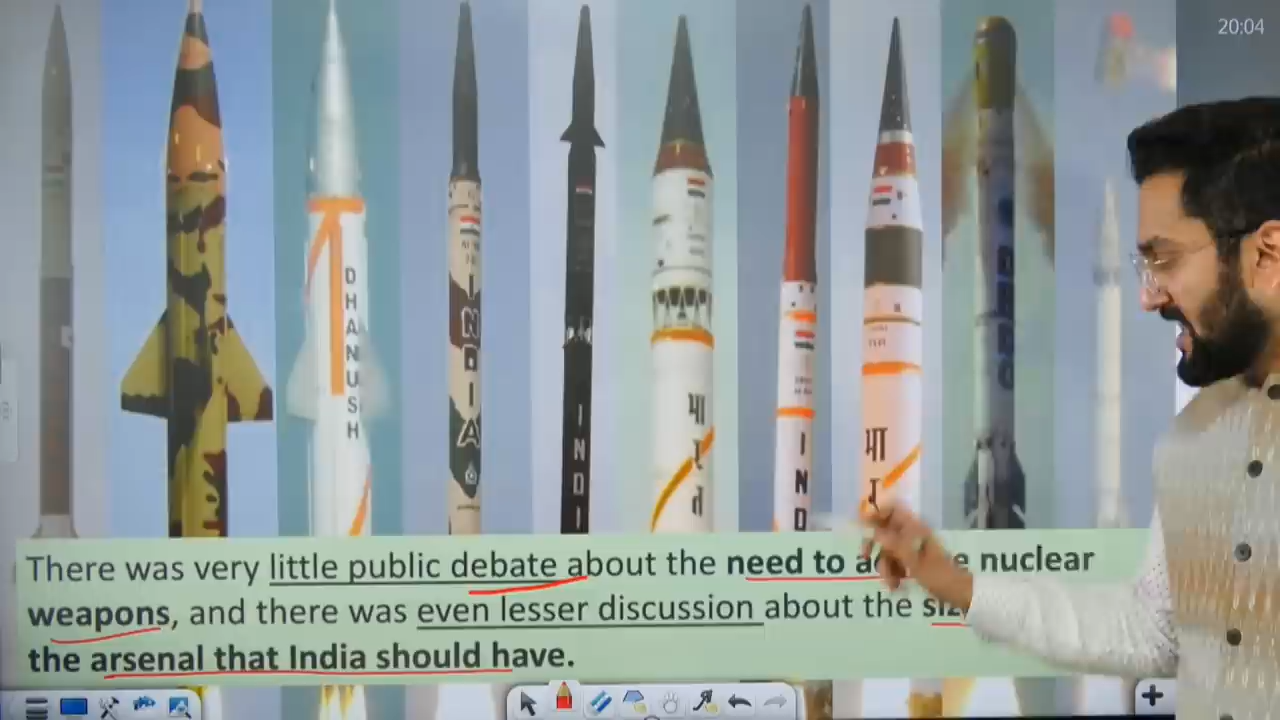 20:04
DHANUSH
INDIA
INDI
भारत
IND
भार
DRDO
There was very little public debate about the need to a e nuclear
weapons, and there was even lesser discussion about the siz
the arsenal that India should have.